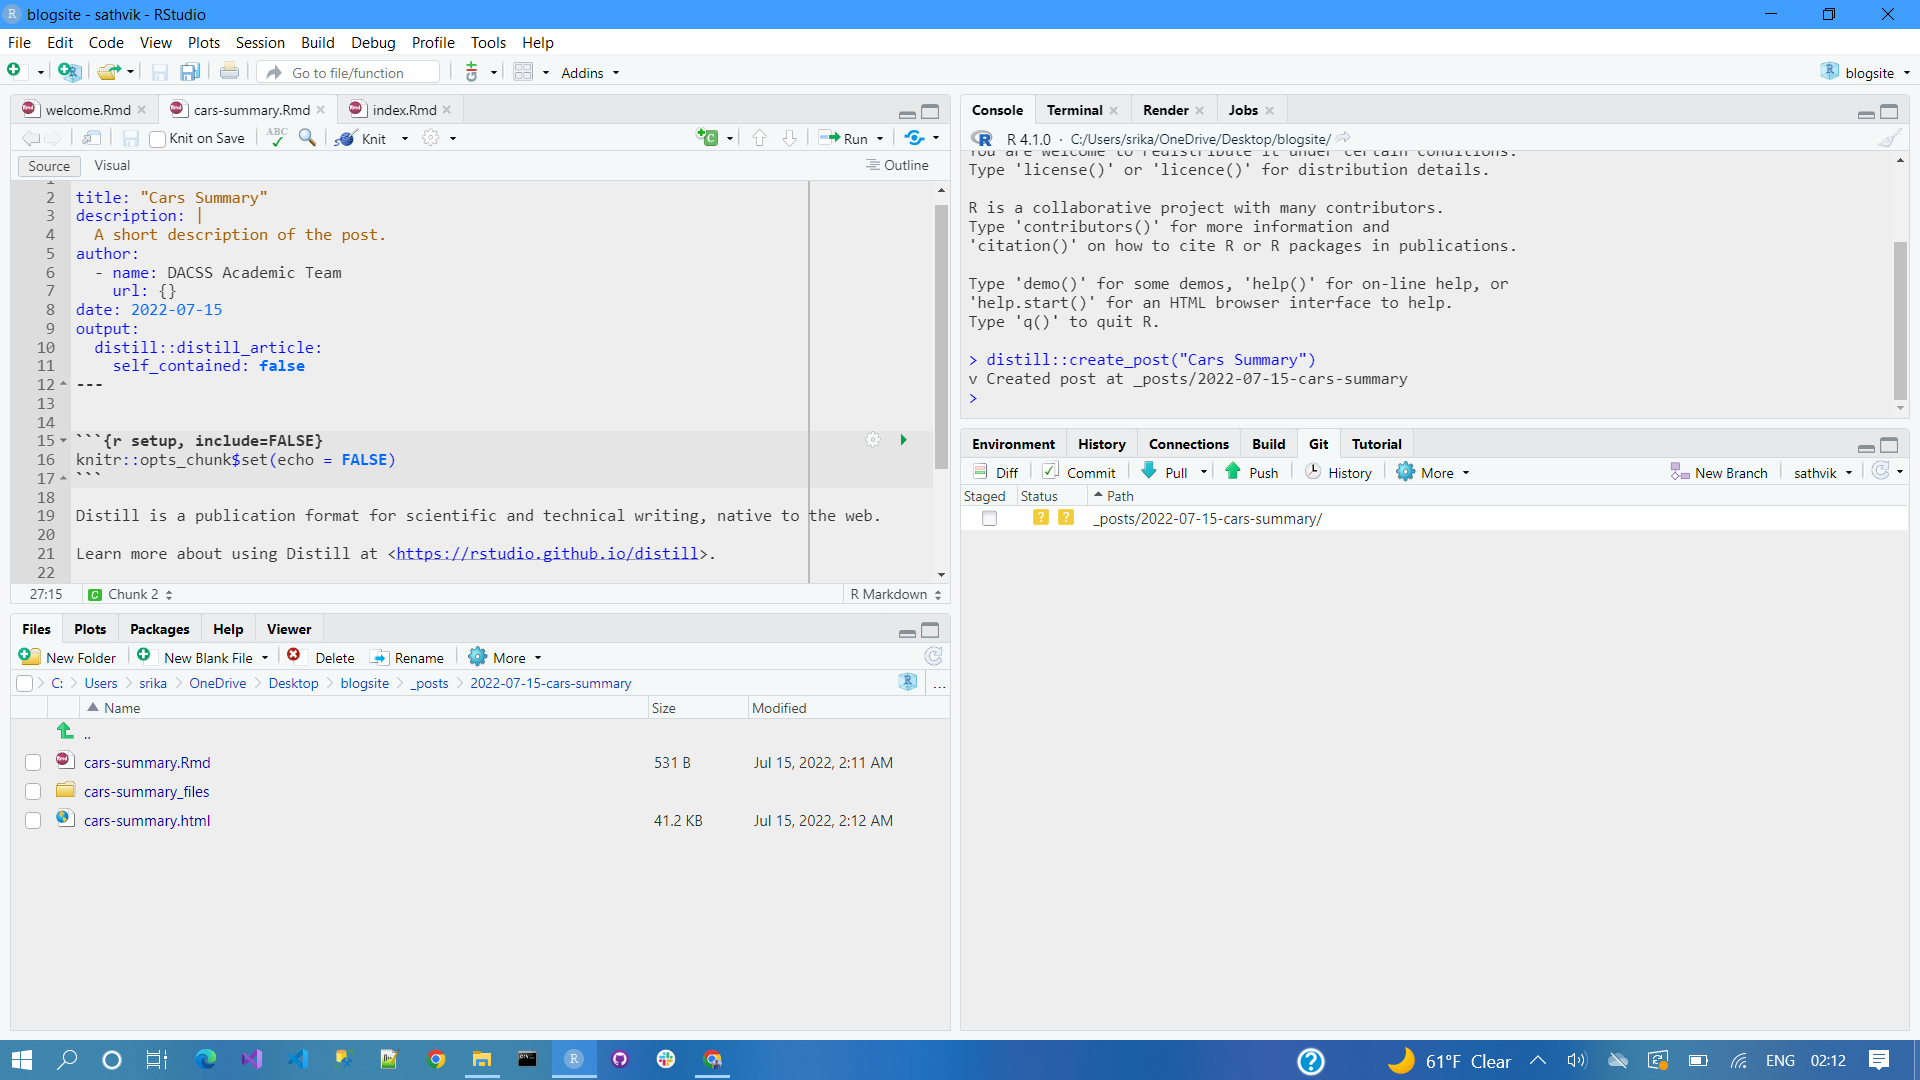 blogsite - sathvik - RStudio
File Edit Code View Plots Session Build Debug Profile Tools Help
Go to file/function Addins blogsite
welcome.Rmd cars-summary.Rmd index.Rmd
Knit on Save ABC Knit Run
Source Visual Outline
1
2 title: "Cars Summary"
3 description: |
4 A short description of the post.
5 author:
6 - name: DACSS Academic Team
7 url: {}
8 date: 2022-07-15
9 output:
10 distill::distill_article:
11 self_contained: false
12 ---
13
14
15 ```{r setup, include=FALSE}
16 knitr::opts_chunk$set(echo = FALSE)
17 ```
18
19 Distill is a publication format for scientific and technical writing, native to the web.
20
21 Learn more about using Distill at <https://rstudio.github.io/distill>.
22
27:15 Chunk 2 R Markdown
Files Plots Packages Help Viewer
New Folder New Blank File Delete Rename More
C: Users srika OneDrive Desktop blogsite _posts 2022-07-15-cars-summary ...
Name Size Modified
..
cars-summary.Rmd 531 B Jul 15, 2022, 2:11 AM
cars-summary_files
cars-summary.html 41.2 KB Jul 15, 2022, 2:12 AM
Console Terminal Render Jobs
R 4.1.0 · C:/Users/srika/OneDrive/Desktop/blogsite/
You are welcome to redistribute it under certain conditions.
Type 'license()' or 'licence()' for distribution details.
R is a collaborative project with many contributors.
Type 'contributors()' for more information and
'citation()' on how to cite R or R packages in publications.
Type 'demo()' for some demos, 'help()' for on-line help, or
'help.start()' for an HTML browser interface to help.
Type 'q()' to quit R.
> distill::create_post("Cars Summary")
v Created post at _posts/2022-07-15-cars-summary
>
Environment History Connections Build Git Tutorial
Diff Commit Pull Push History More New Branch sathvik
Staged Status Path
? ? _posts/2022-07-15-cars-summary/
61°F Clear ENG 02:12